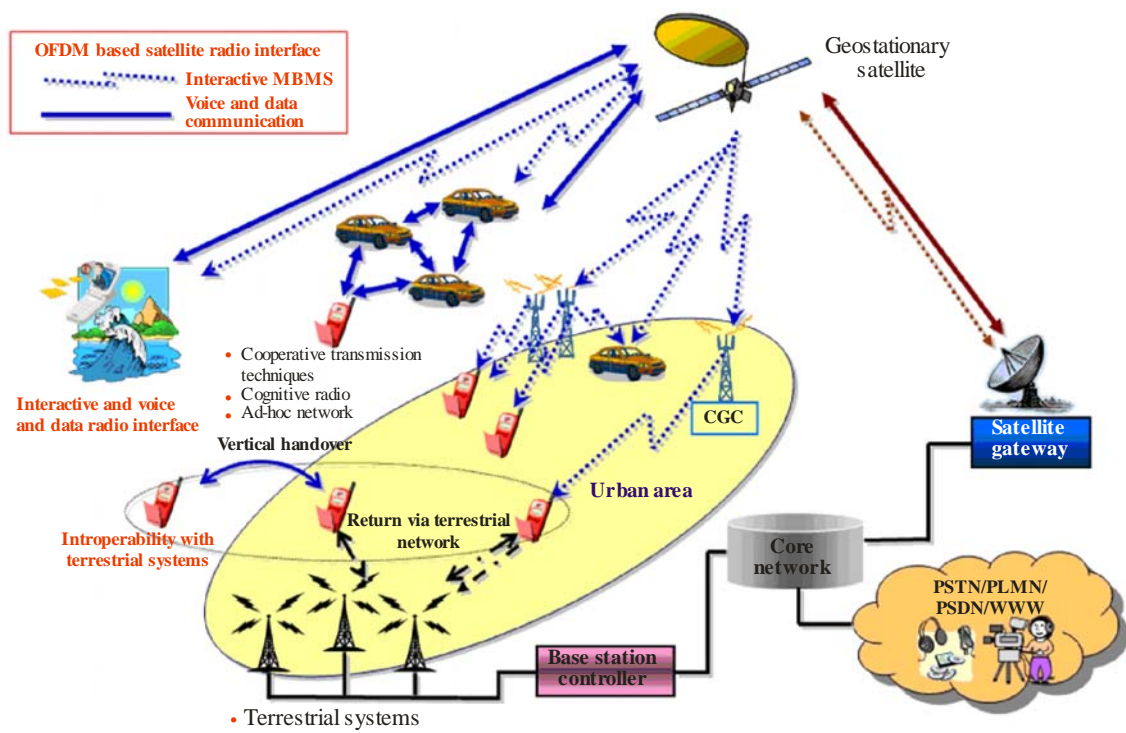 OFDM based satellite radio interface
Interactive MBMS
Voice and data
communication
Geostationary
satellite
• Cooperative transmission
techniques
• Cognitive radio
• Ad-hoc network
Interactive and voice
and data radio interface
Vertical handover
CGC
Satellite
gateway
Urban area
Return via terrestrial
network
Introperability with
terrestrial systems
Core
network
PSTN/PLMN/
PSDN/WWW
Base station
controller
• Terrestrial systems